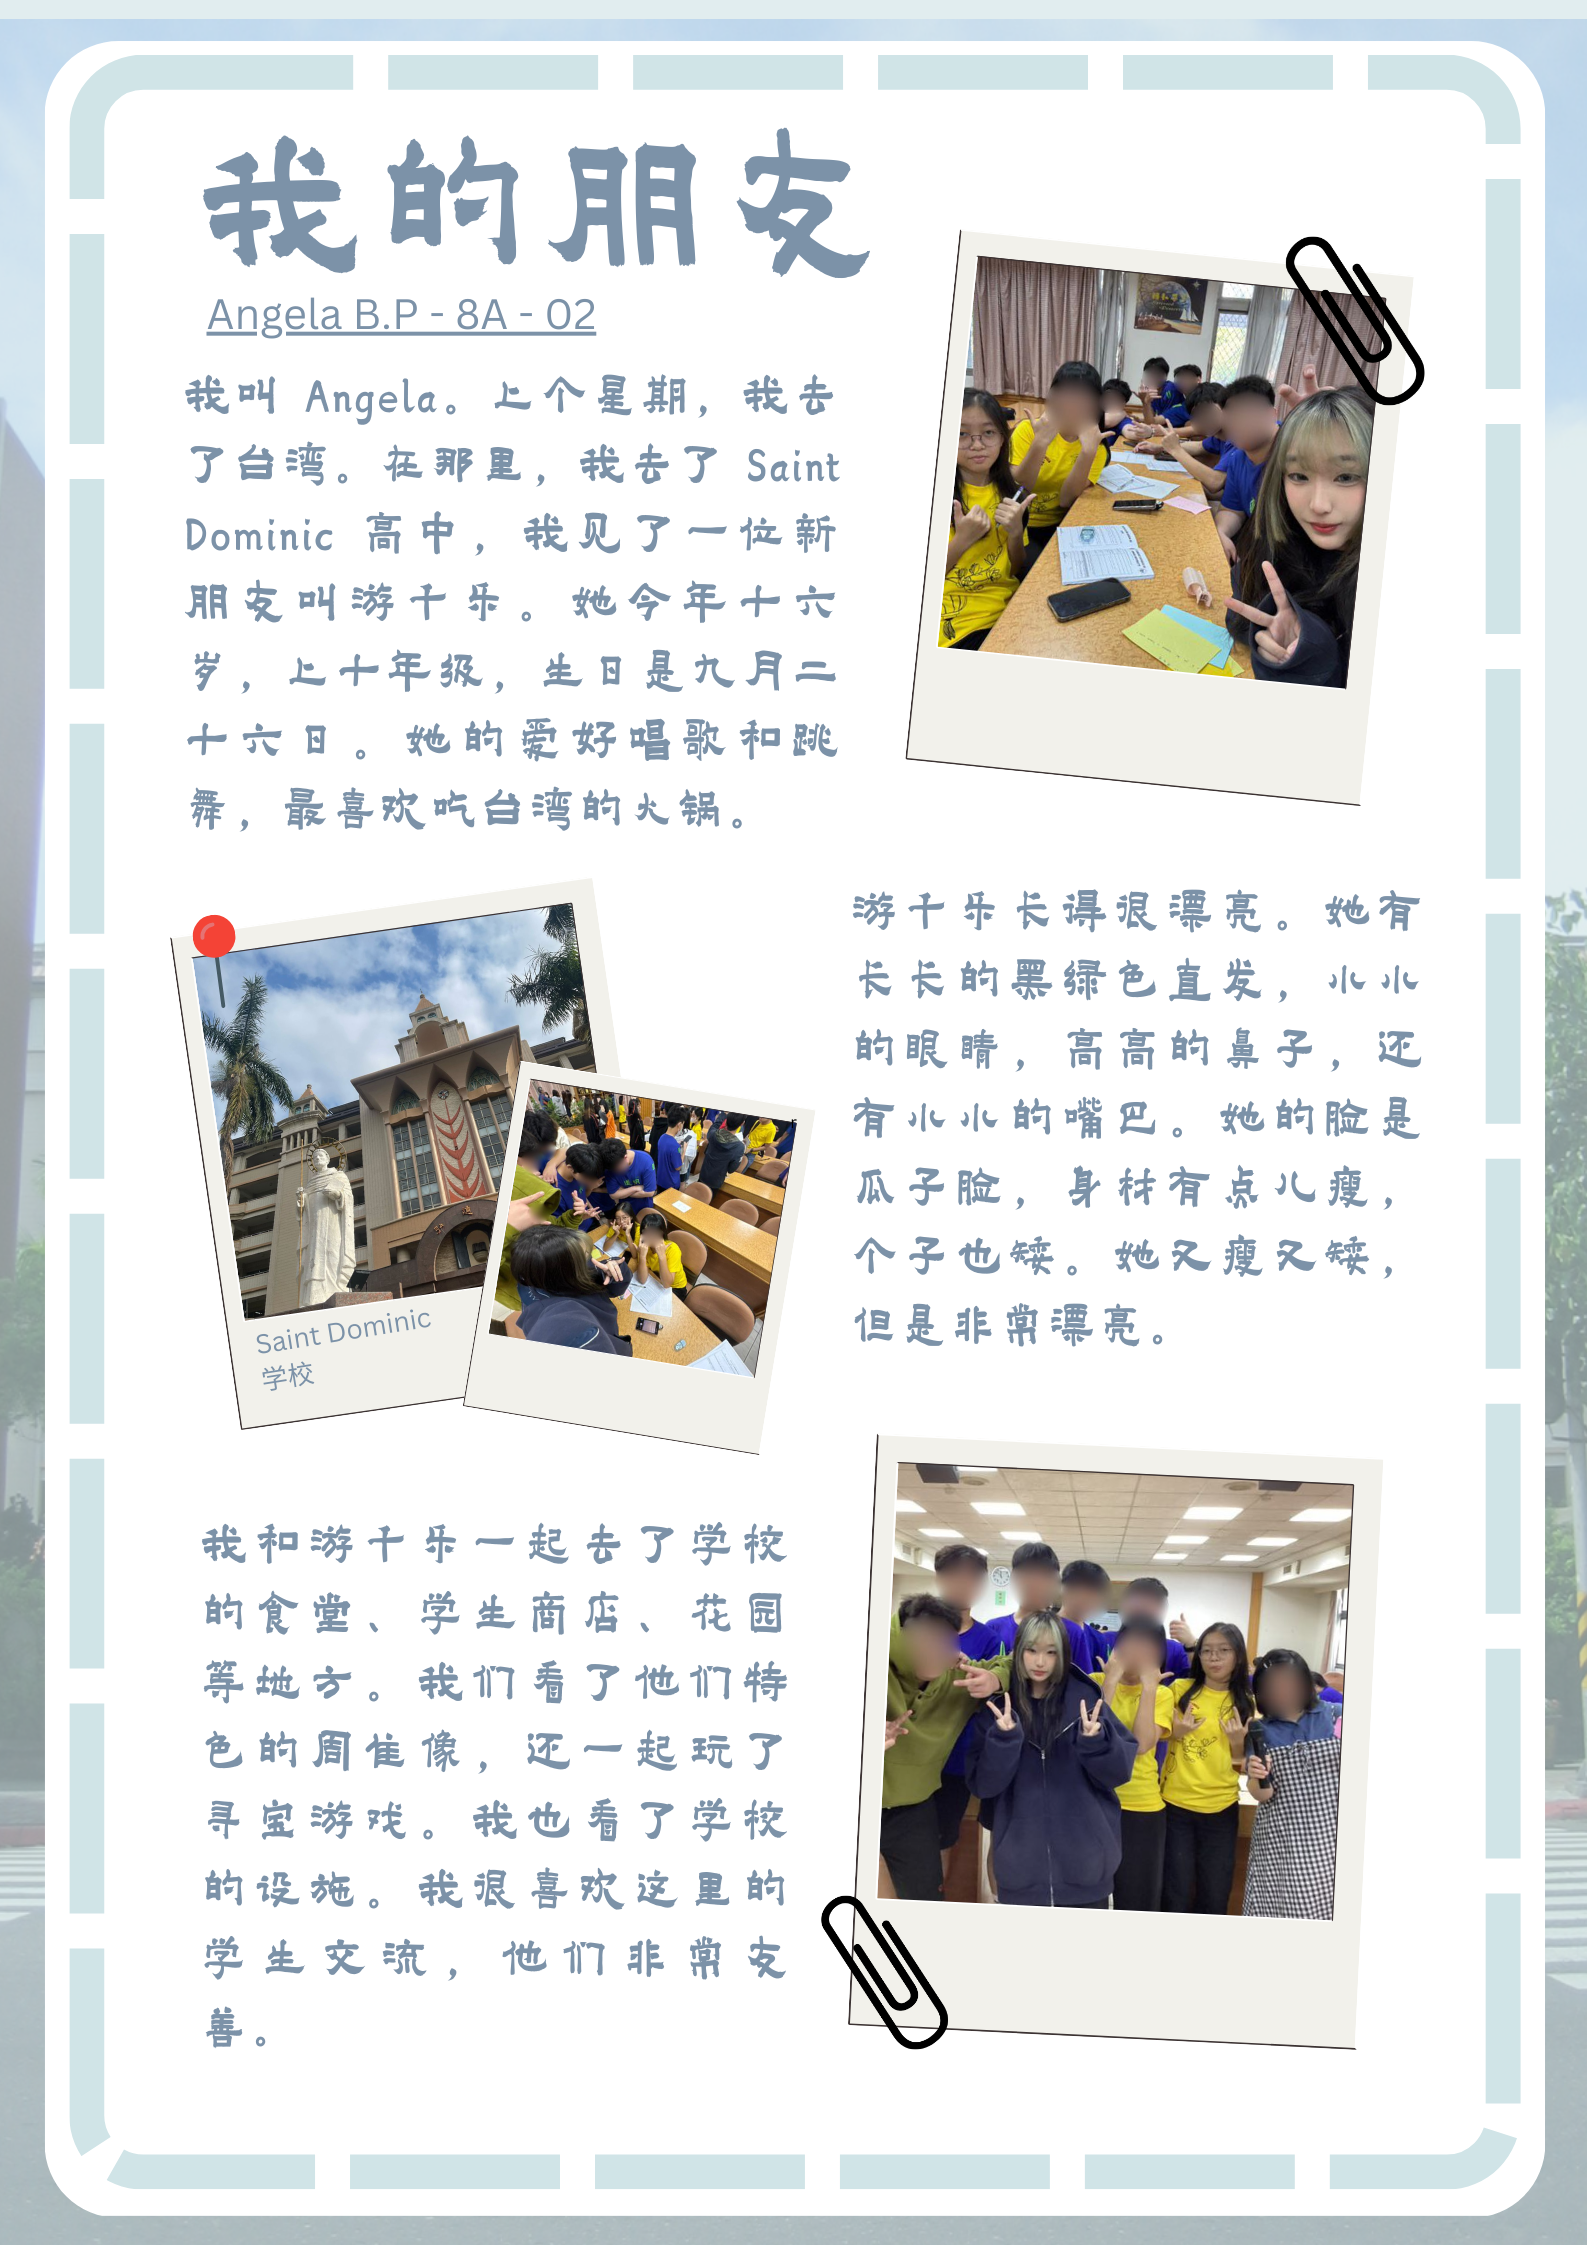 我的朋友
Angela B.P - 8A - 02
我叫 Angela。上个星期，我去
了台湾。在那里，我去了 Saint
Dominic 高中，我见了一位新
朋友叫游千乐。她今年十六
岁，上十年级，生日是九月二
十六日。她的爱好唱歌和跳
舞，最喜欢吃台湾的火锅。
游千乐长得很漂亮。她有
长长的黑绿色直发，小小
的眼睛，高高的鼻子，还
有小小的嘴巴。她的脸是
瓜子脸，身材有点儿瘦，
个子也矮。她又瘦又矮，
但是非常漂亮。
Saint Dominic
学校
我和游千乐一起去了学校
的食堂、学生商店、花园
等地方。我们看了他们特
色的周隹像，还一起玩了
寻宝游戏。我也看了学校
的设施。我很喜欢这里的
学生交流，他们非常友
善。